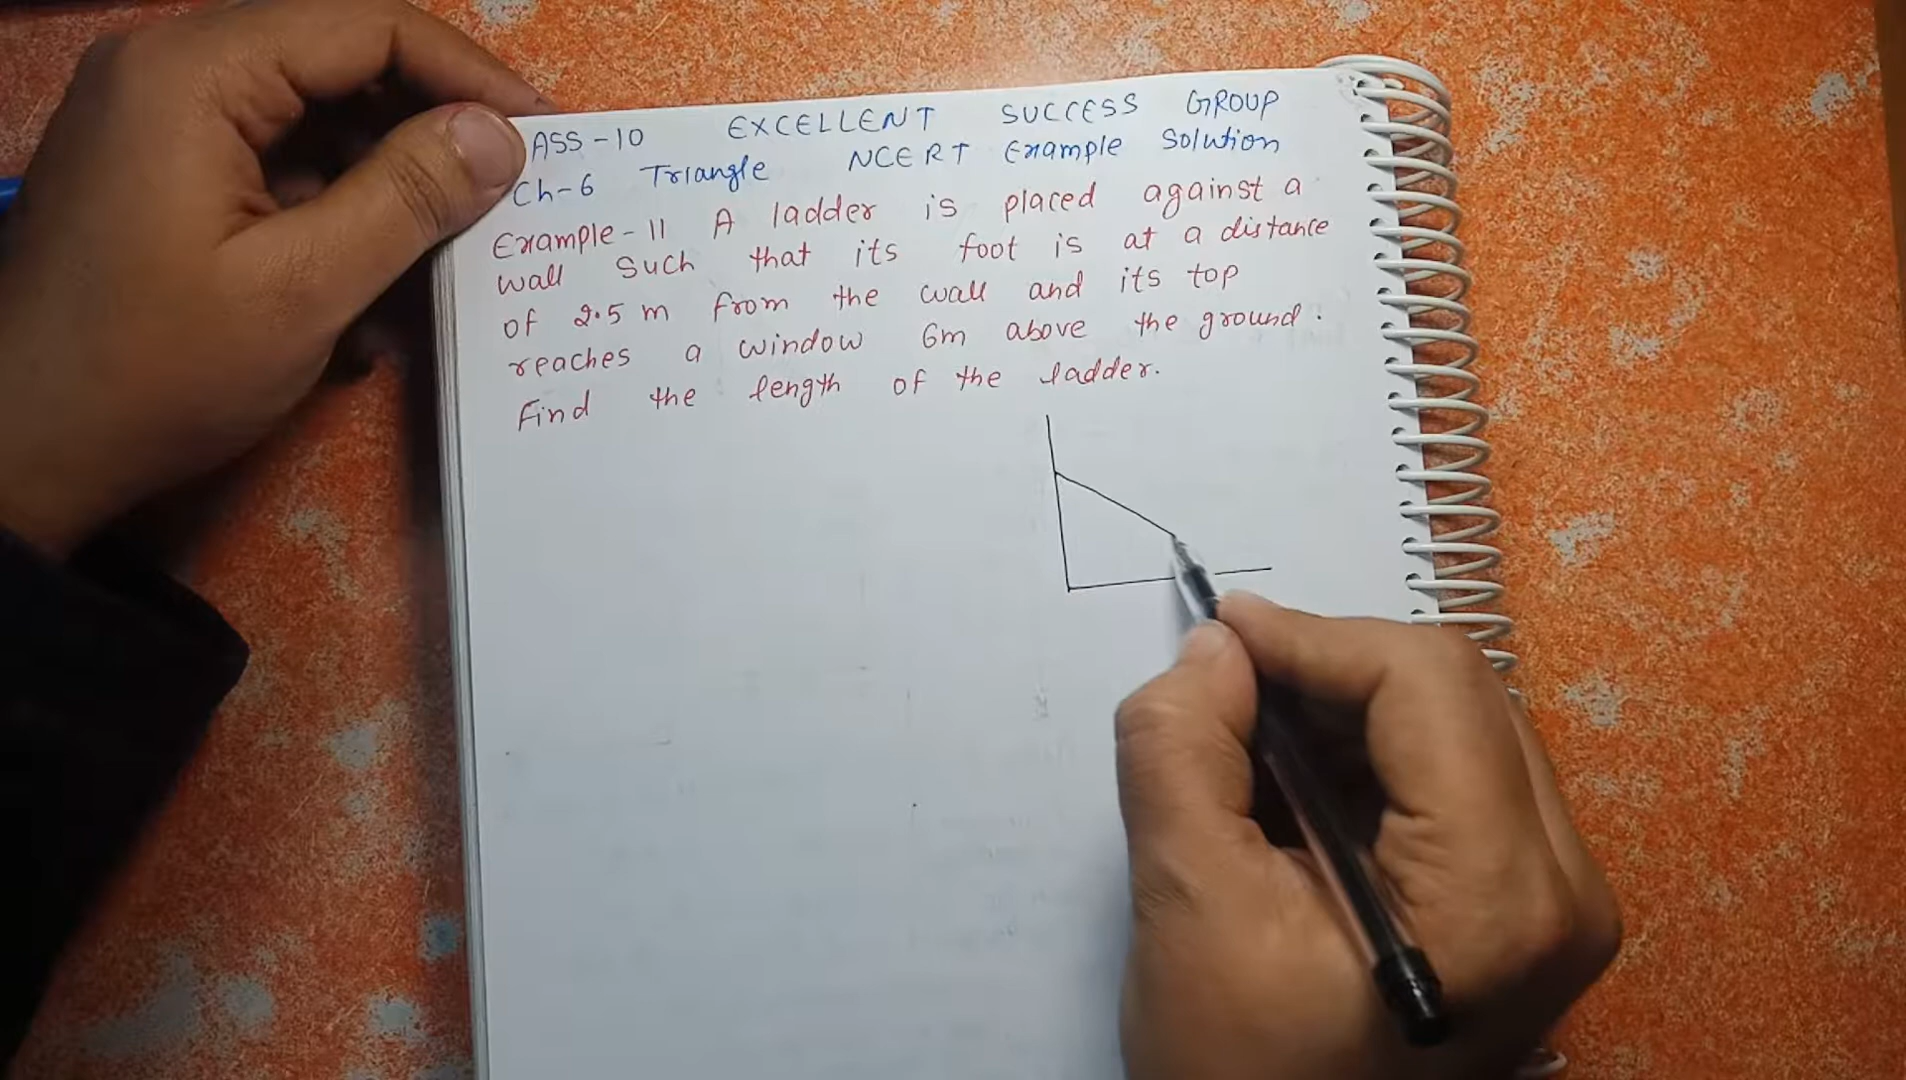 ASS-10 EXCELLENT SUCCESS GROUP
Ch-6 Triangle NCERT Example Solution
Example-11 A ladder is placed against a
wall Such that its foot is at a distance
of 2.5 m from the wall and its top
reaches a window 6m above the ground.
Find the length of the ladder.